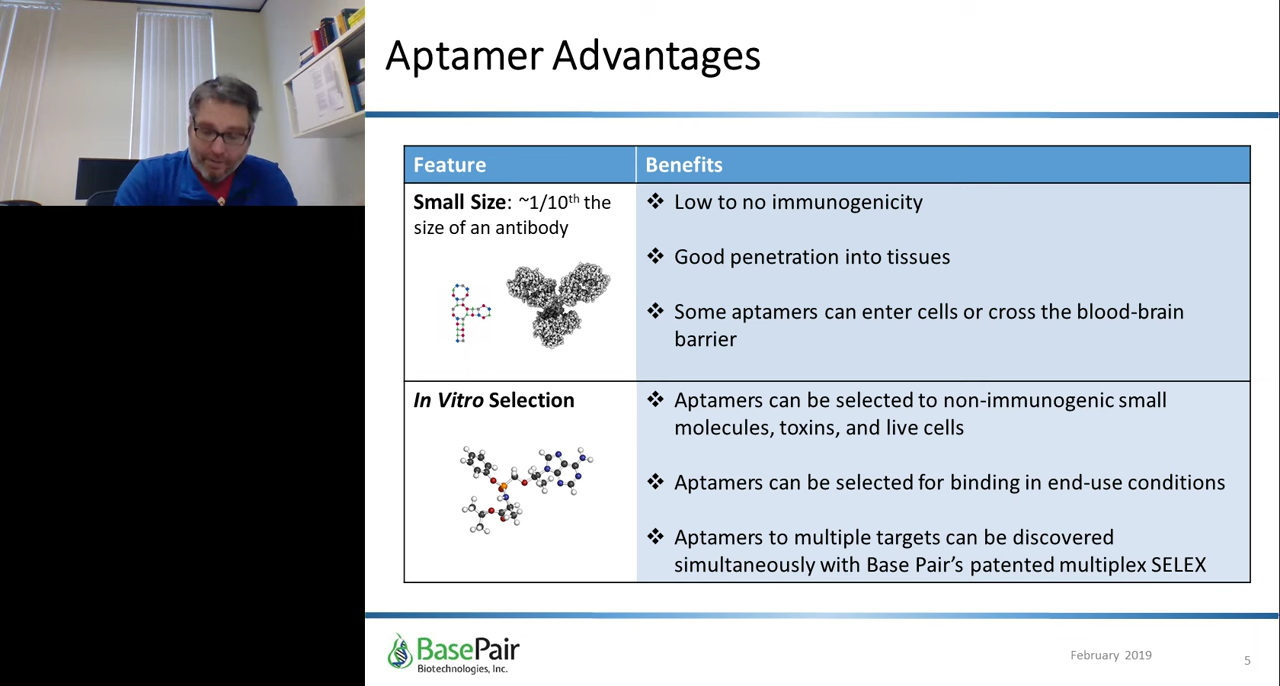 Aptamer Advantages
Feature
Benefits
Small Size: ~1/10th the
size of an antibody
❖ Low to no immunogenicity
❖ Good penetration into tissues
❖ Some aptamers can enter cells or cross the blood-brain
barrier
In Vitro Selection
❖ Aptamers can be selected to non-immunogenic small
molecules, toxins, and live cells
❖ Aptamers can be selected for binding in end-use conditions
❖ Aptamers to multiple targets can be discovered
simultaneously with Base Pair’s patented multiplex SELEX
BasePair
Biotechnologies, Inc.
February 2019
5